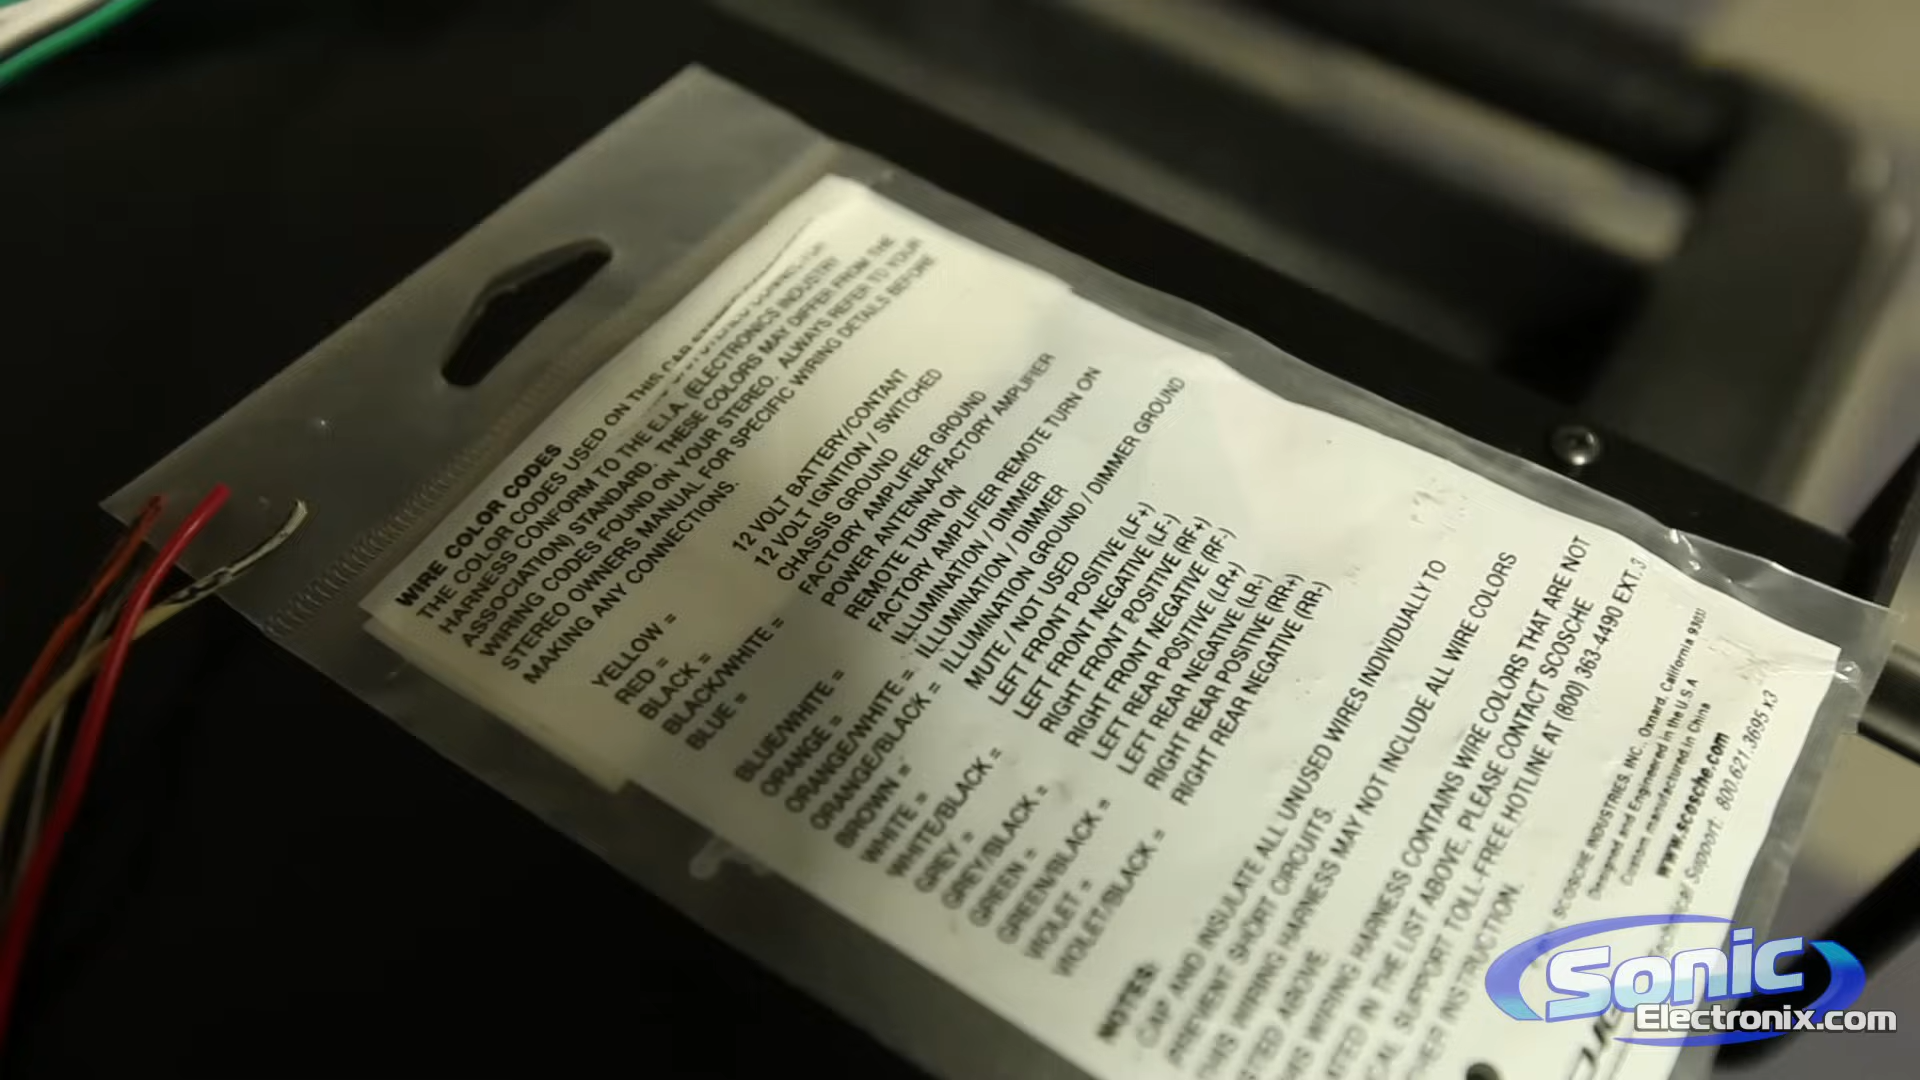 WIRE COLOR CODES
THE COLOR CODES USED ON THIS CAR
HARNESS CONFORM TO THE E.I.A. (ELECTRONICS INDUSTRY
ASSOCIATION) STANDARD. THESE COLORS MAY DIFFER FROM THE
WIRING CODES FOUND ON YOUR STEREO. ALWAYS REFER TO YOUR
STEREO OWNERS MANUAL FOR SPECIFIC WIRING DETAILS BEFORE
MAKING ANY CONNECTIONS.
YELLOW = 12 VOLT BATTERY/CONTANT
RED = 12 VOLT IGNITION / SWITCHED
BLACK = CHASSIS GROUND
BLACK/WHITE = FACTORY AMPLIFIER GROUND
BLUE = POWER ANTENINA/FACTORY AMPLIFIER
REMOTE TURN ON
BLUE/WHITE = FACTORY AMPLIFIER REMOTE TURN ON
ORANGE = ILLUMINATION / DIMMER
ORANGE/WHITE = ILLUMINATION / DIMMER
ORANGE/BLACK = ILLUMINATION GROUND / DIMMER GROUND
BROWN = MUTE / NOT USED
WHITE = LEFT FRONT POSITIVE (LF+)
WHITE/BLACK = LEFT FRONT NEGATIVE (LF-)
GREY = RIGHT FRONT POSITIVE (RF+)
GREY/BLACK = RIGHT FRONT NEGATIVE (RF-)
GREEN = LEFT REAR POSITIVE (LR+)
GREEN/BLACK = LEFT REAR NEGATIVE (LR-)
VIOLET = RIGHT REAR POSITIVE (RR+)
VIOLET/BLACK = RIGHT REAR NEGATIVE (RR-)
NOTES:
CAP AND INSULATE ALL UNUSED WIRES INDIVIDUALLY TO
PREVENT SHORT CIRCUITS.
THIS WIRING HARNESS MAY NOT INCLUDE ALL WIRE COLORS
LISTED ABOVE.
THIS WIRING HARNESS CONTAINS WIRE COLORS THAT ARE NOT
IN THE LIST ABOVE, PLEASE CONTACT SCOSCHE
SUPPORT TOLL-FREE HOTLINE AT (800) 363-4490 EXT.3
INSTRUCTION.
SCOSCHE INDUSTRIES, INC., Oxnard, California 9303
Designed and Engineered in the U.S.A
Custom manufactured in China
www.scosche.com
Support: 800.621.3695 x3
Sonic
Electronix.com